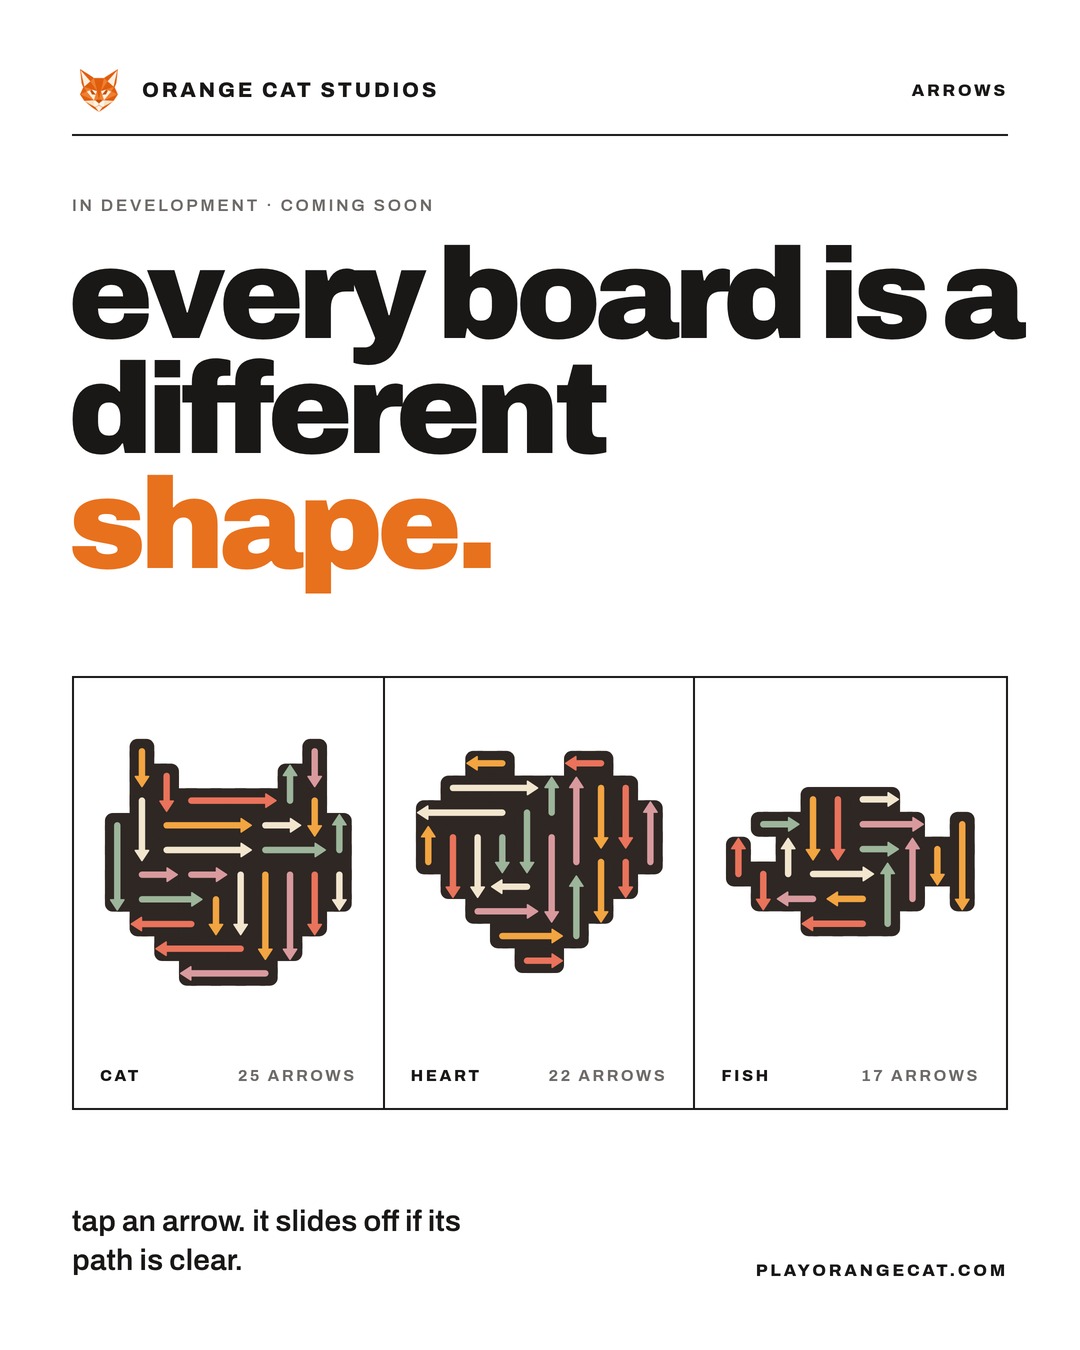 ORANGE CAT STUDIOS
ARROWS
IN DEVELOPMENT · COMING SOON
every board is a
different
shape.
CAT
25 ARROWS
HEART
22 ARROWS
FISH
17 ARROWS
tap an arrow. it slides off if its
path is clear.
PLAYORANGECAT.COM